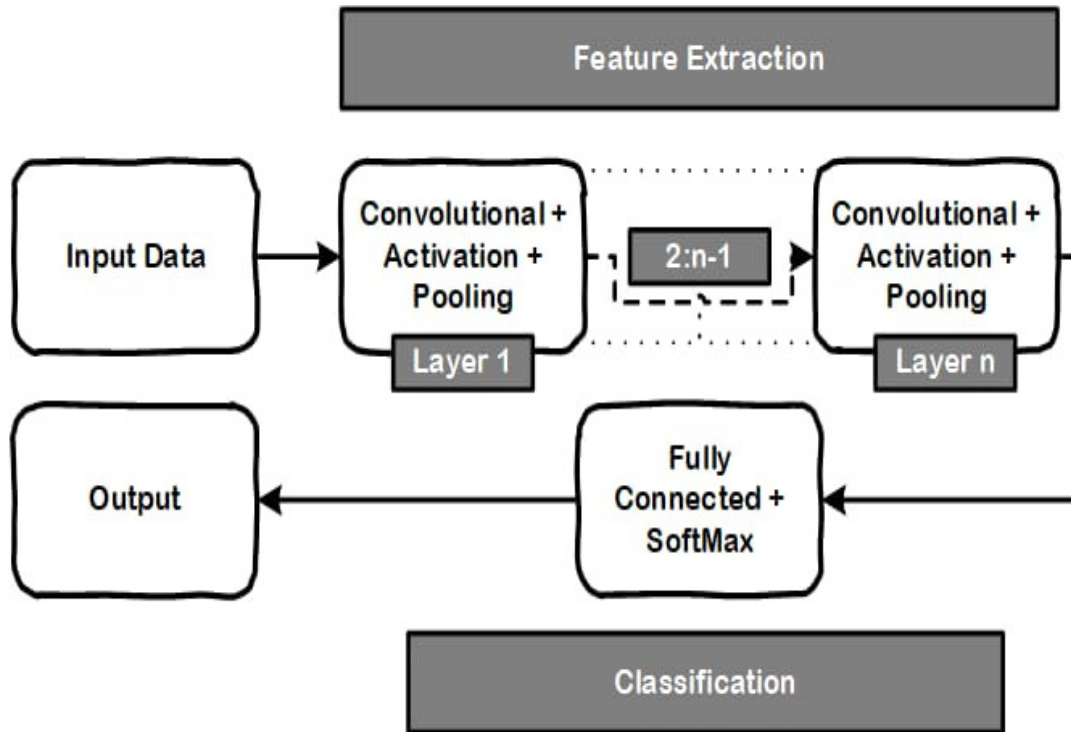 Feature Extraction
Input Data
Convolutional +
Activation +
Pooling
Layer 1
2:n-1
Convolutional +
Activation +
Pooling
Layer n
Output
Fully
Connected +
SoftMax
Classification